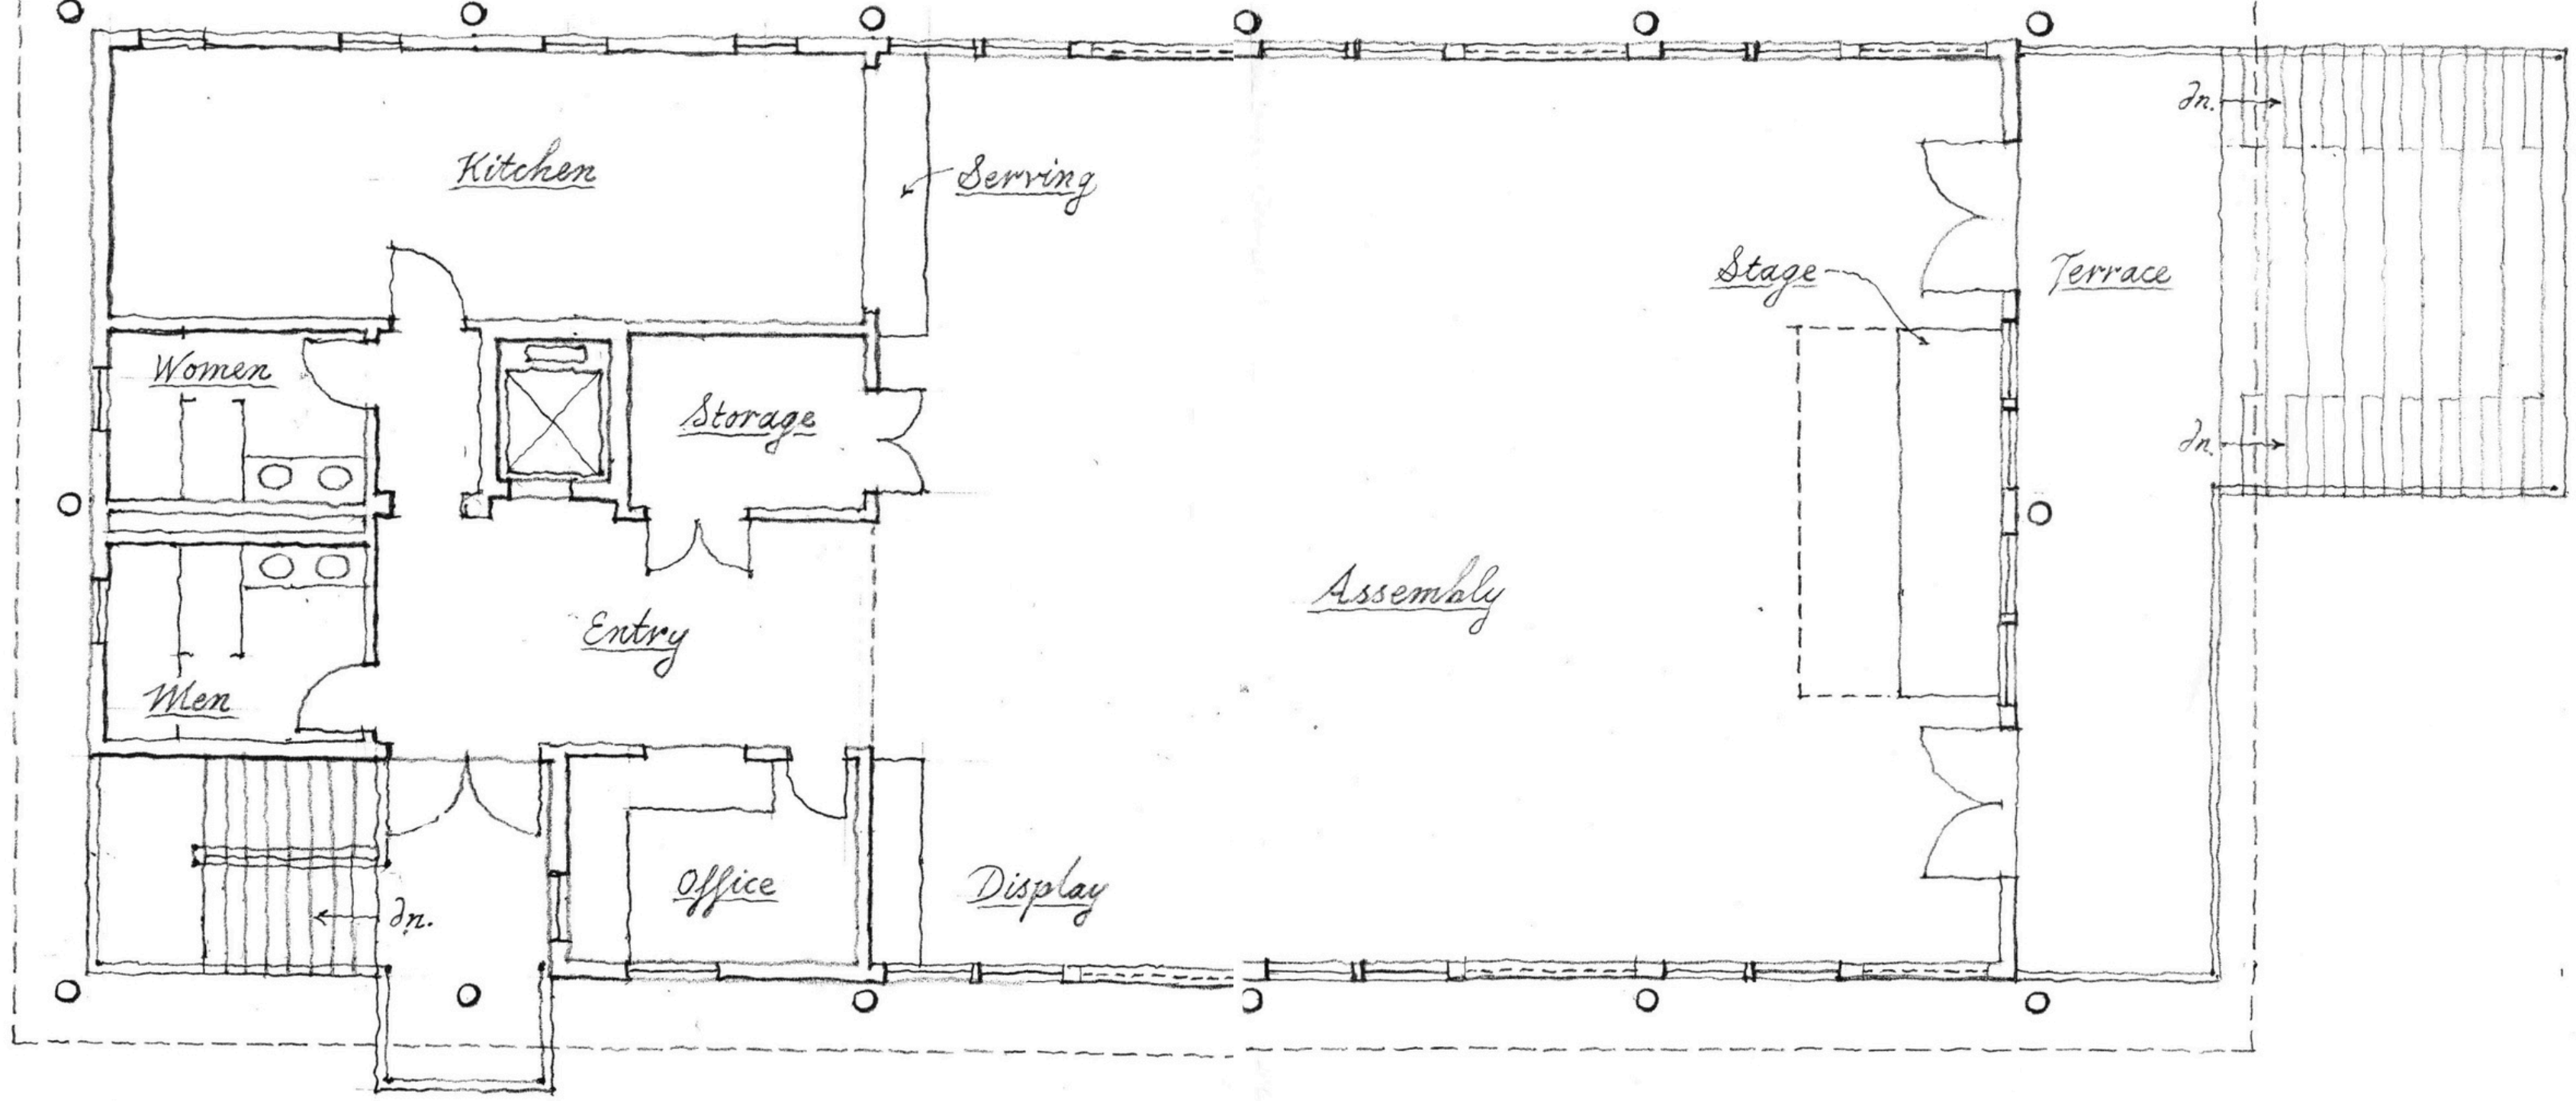 Kitchen
Serving
dn.
Stage
Terrace
Women
Storage
dn.
Assembly
Entry
Men
Office
Display
dn.